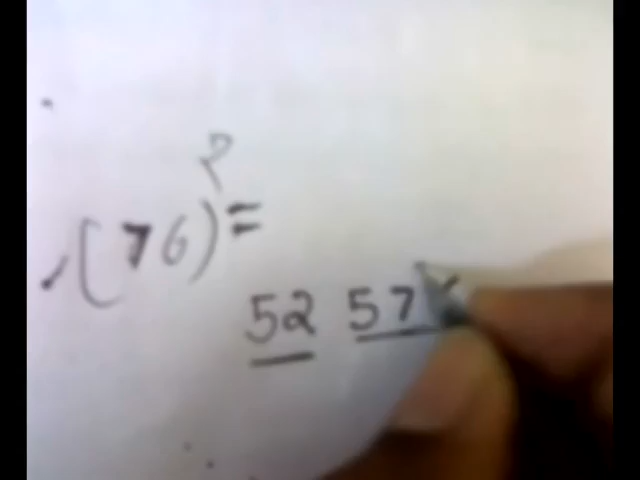 (76)² =
52 57